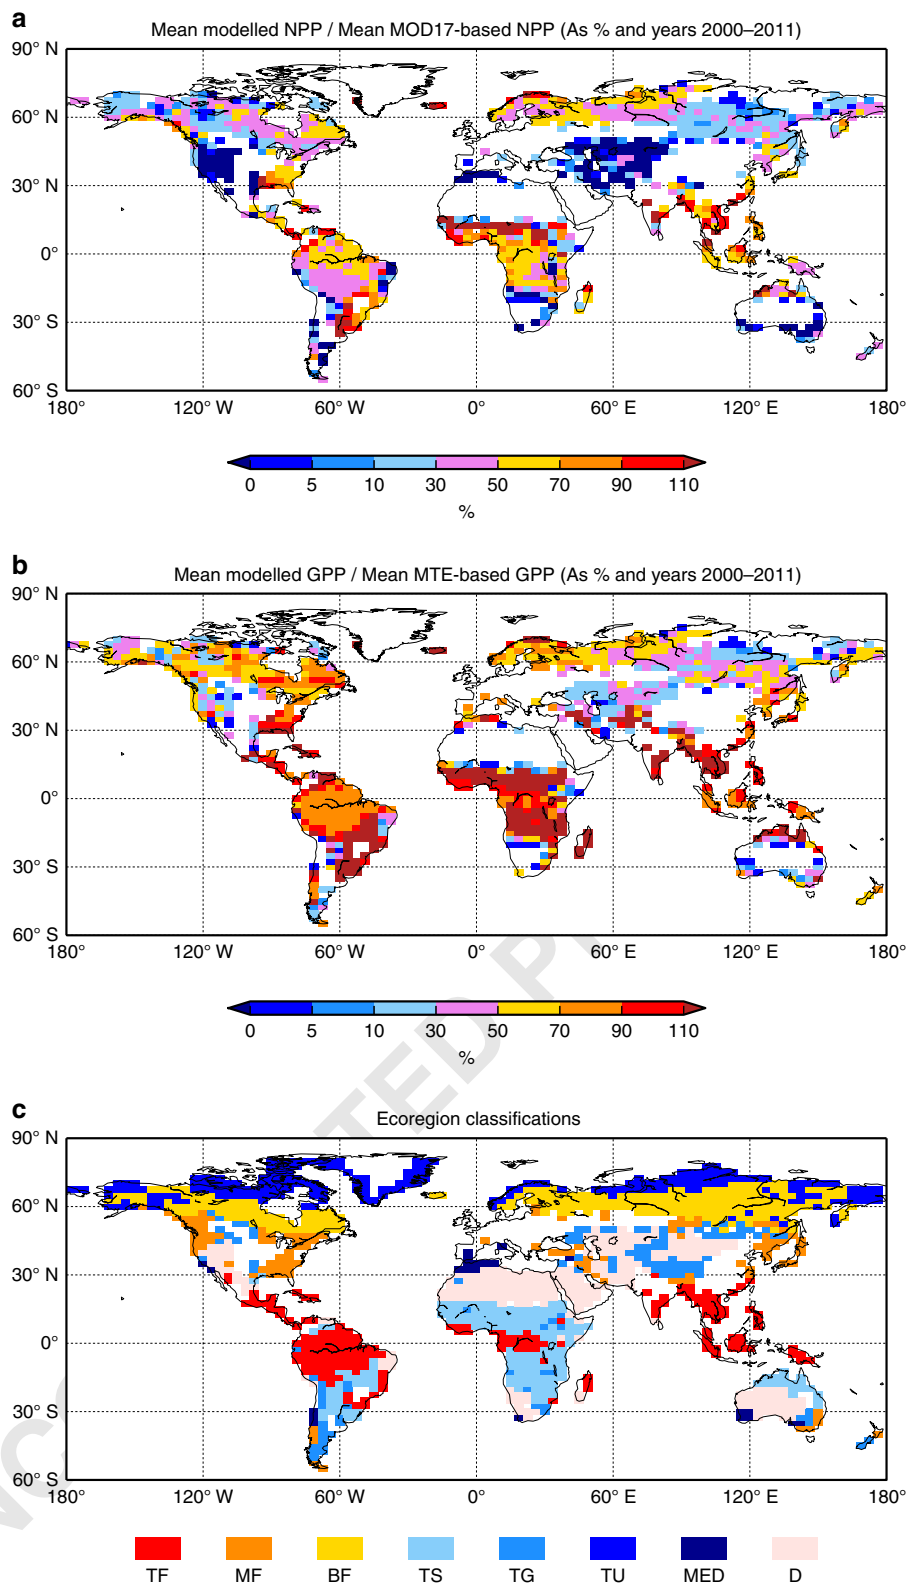 a
Mean modelled NPP / Mean MOD17-based NPP (As % and years 2000–2011)
90° N
60° N
30° N
0°
30° S
60° S
180° 120° W 60° W 0° 60° E 120° E 180°
0 5 10 30 50 70 90 110
%
b
Mean modelled GPP / Mean MTE-based GPP (As % and years 2000–2011)
90° N
60° N
30° N
0°
30° S
60° S
180° 120° W 60° W 0° 60° E 120° E 180°
0 5 10 30 50 70 90 110
%
c
Ecoregion classifications
90° N
60° N
30° N
0°
30° S
60° S
180° 120° W 60° W 0° 60° E 120° E 180°
TF MF BF TS TG TU MED D